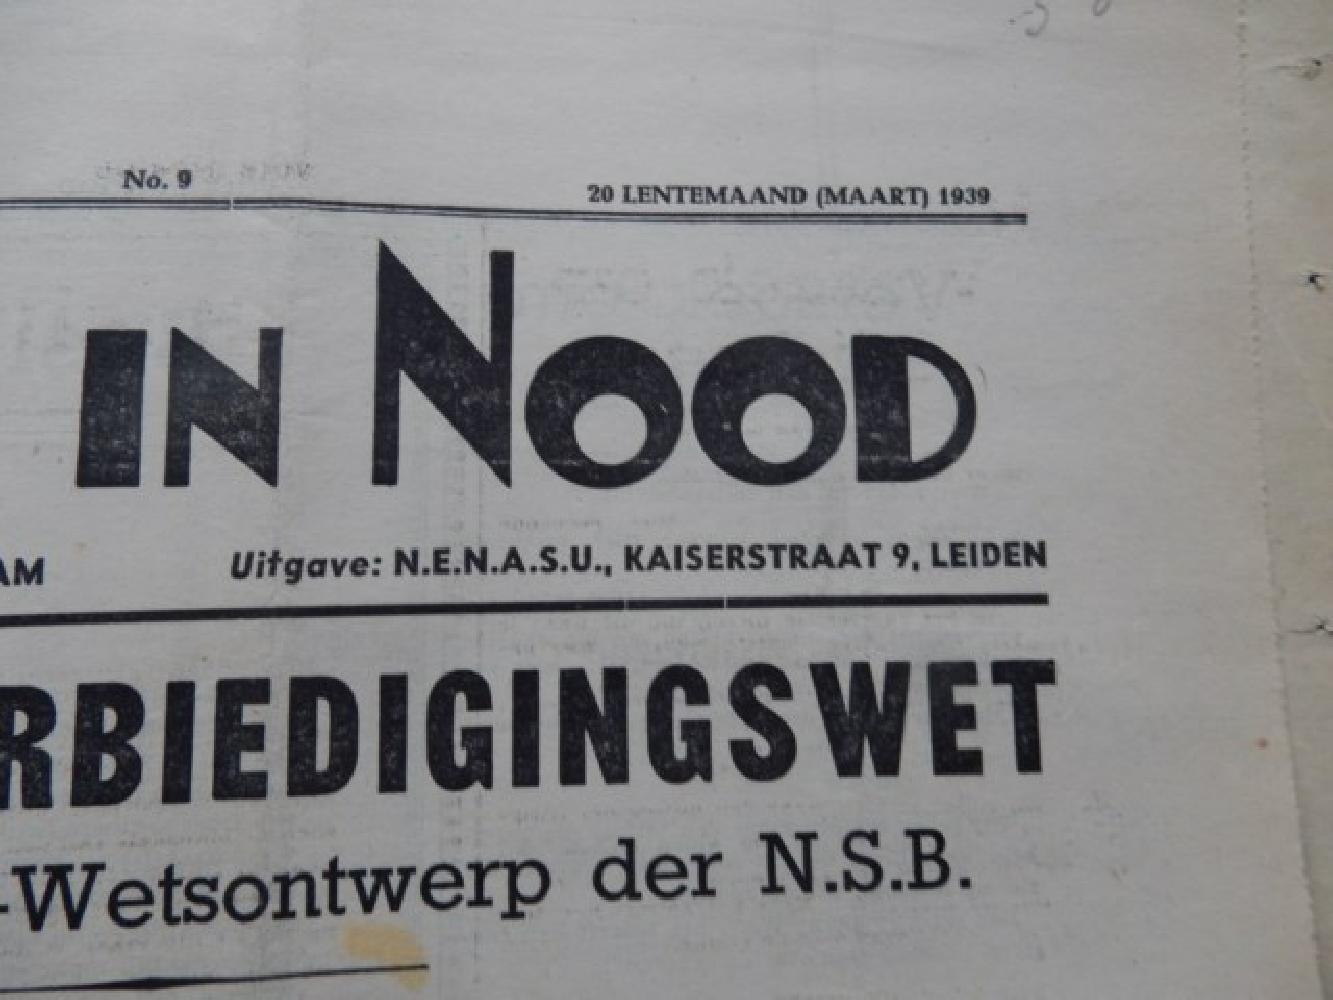 No. 9
20 LENTEMAAND (MAART) 1939
IN NOOD
AM
Uitgave: N.E.N.A.S.U., KAISERSTRAAT 9, LEIDEN
RBIEDIGINGSWET
-Wetsontwerp der N.S.B.